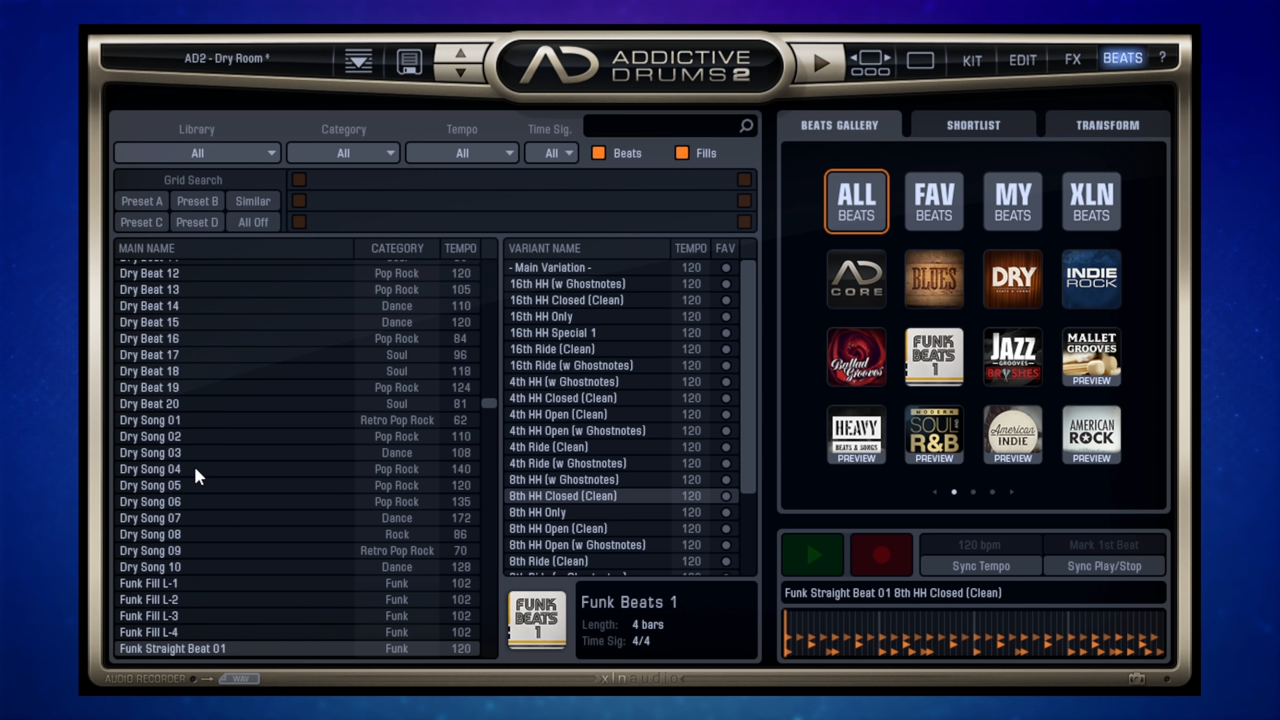 AD2 - Dry Room *
AD ADDICTIVE DRUMS 2
KIT
EDIT
FX
BEATS
?
Library
Category
Tempo
Time Sig.
All
All
All
All
Beats
Fills
Grid Search
Preset A
Preset B
Similar
Preset C
Preset D
All Off
MAIN NAME CATEGORY TEMPO
Dry Beat 12 Pop Rock 120
Dry Beat 13 Pop Rock 105
Dry Beat 14 Dance 110
Dry Beat 15 Dance 120
Dry Beat 16 Pop Rock 84
Dry Beat 17 Soul 96
Dry Beat 18 Soul 118
Dry Beat 19 Pop Rock 124
Dry Beat 20 Soul 81
Dry Song 01 Retro Pop Rock 62
Dry Song 02 Pop Rock 110
Dry Song 03 Dance 108
Dry Song 04 Pop Rock 140
Dry Song 05 Pop Rock 120
Dry Song 06 Pop Rock 135
Dry Song 07 Dance 172
Dry Song 08 Rock 86
Dry Song 09 Retro Pop Rock 70
Dry Song 10 Dance 128
Funk Fill L-1 Funk 102
Funk Fill L-2 Funk 102
Funk Fill L-3 Funk 102
Funk Fill L-4 Funk 102
Funk Straight Beat 01 Funk 120
VARIANT NAME TEMPO FAV
- Main Variation - 120
16th HH (w Ghostnotes) 120
16th HH Closed (Clean) 120
16th HH Only 120
16th HH Special 1 120
16th Ride (Clean) 120
16th Ride (w Ghostnotes) 120
4th HH (w Ghostnotes) 120
4th HH Closed (Clean) 120
4th HH Open (Clean) 120
4th HH Open (w Ghostnotes) 120
4th Ride (Clean) 120
4th Ride (w Ghostnotes) 120
8th HH (w Ghostnotes) 120
8th HH Closed (Clean) 120
8th HH Only 120
8th HH Open (Clean) 120
8th HH Open (w Ghostnotes) 120
8th Ride (Clean) 120
FUNK BEATS 1
Funk Beats 1
Length: 4 bars
Time Sig: 4/4
BEATS GALLERY
SHORTLIST
TRANSFORM
ALL BEATS
FAV BEATS
MY BEATS
XLN BEATS
AD CORE
BLUES
DRY
INDIE ROCK
Ballad Grooves
FUNK BEATS 1
JAZZ GROOVES BRUSHES
MALLET GROOVES PREVIEW
HEAVY BEATS & SONGS PREVIEW
MODERN SOUL AND R&B PREVIEW
American INDIE PREVIEW
AMERICAN ROCK PREVIEW
120 bpm
Mark 1st Beat
Sync Tempo
Sync Play/Stop
Funk Straight Beat 01 8th HH Closed (Clean)
AUDIO RECORDER
WAV
xlnaudio